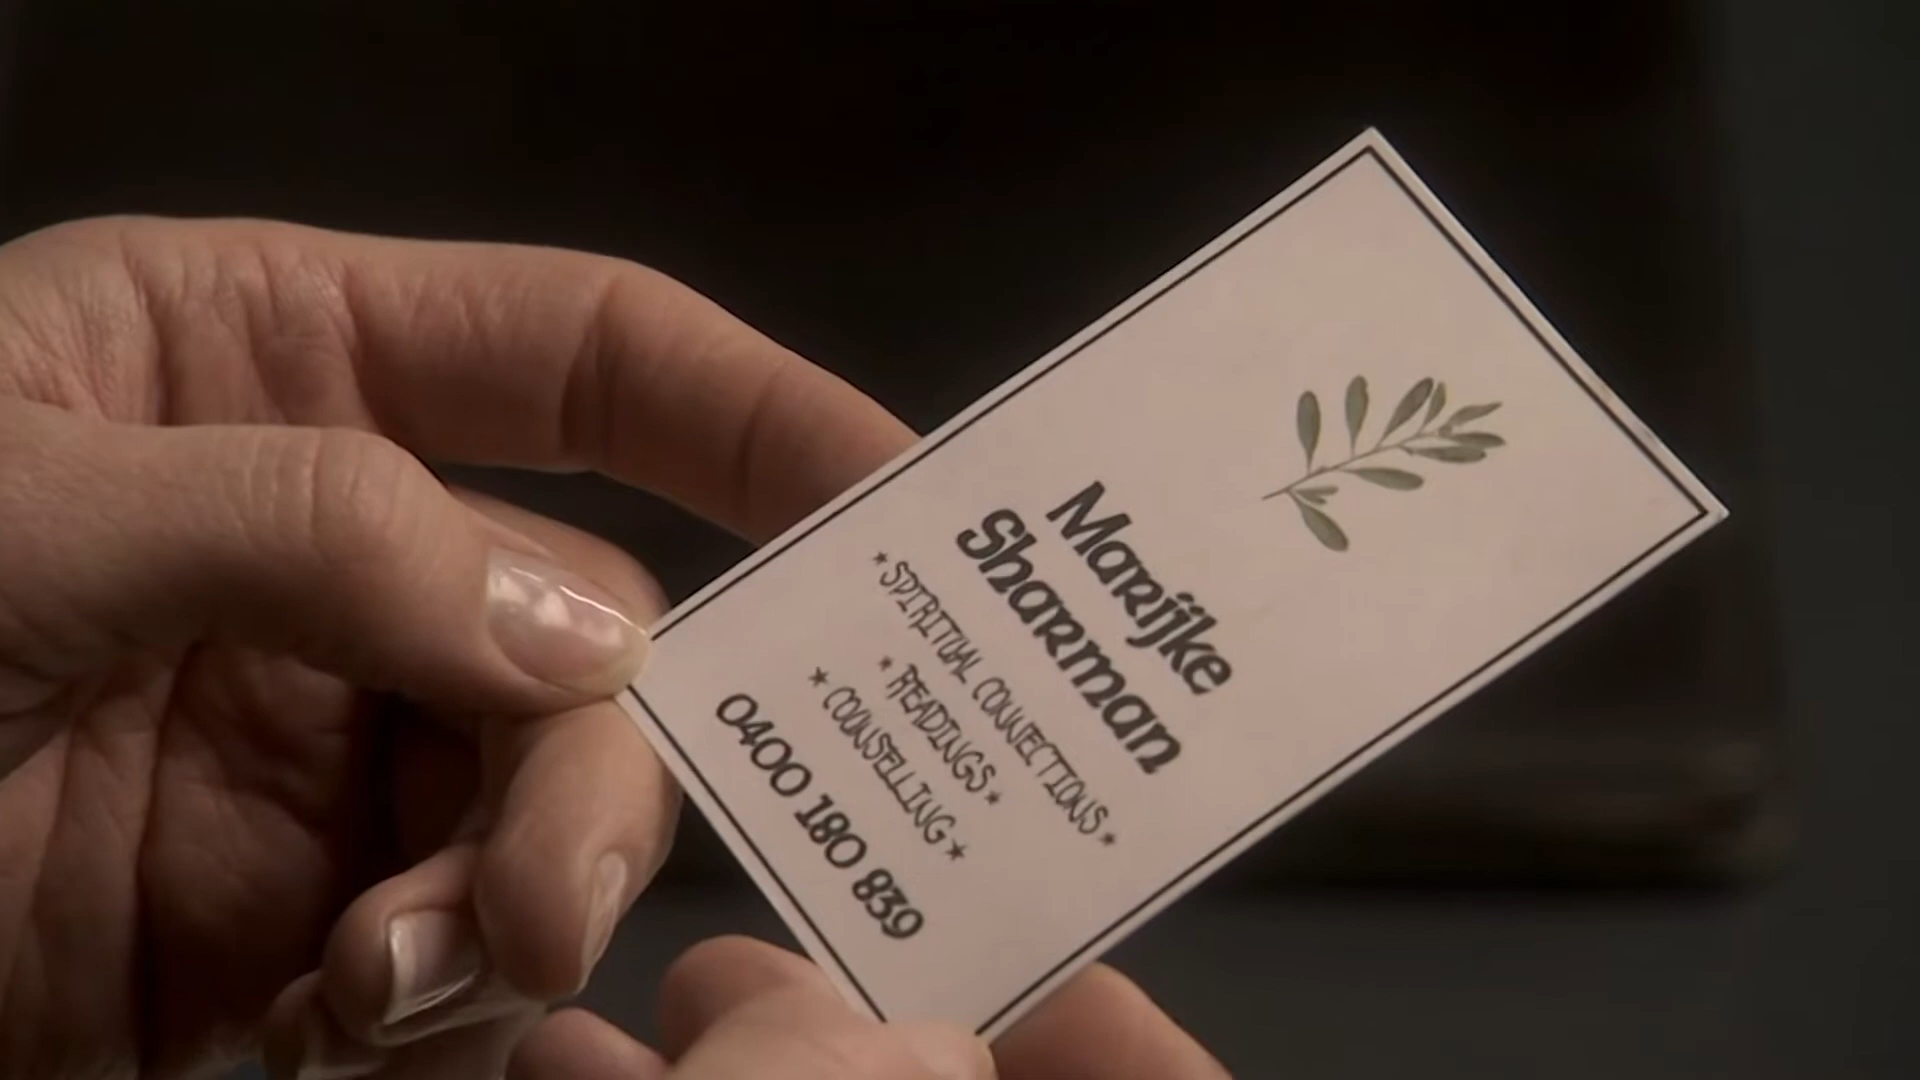 Marijke
Sharman
★ SPIRITUAL CONNECTIONS ★
★ READINGS ★
★ COUNSELLING ★
0400 180 839